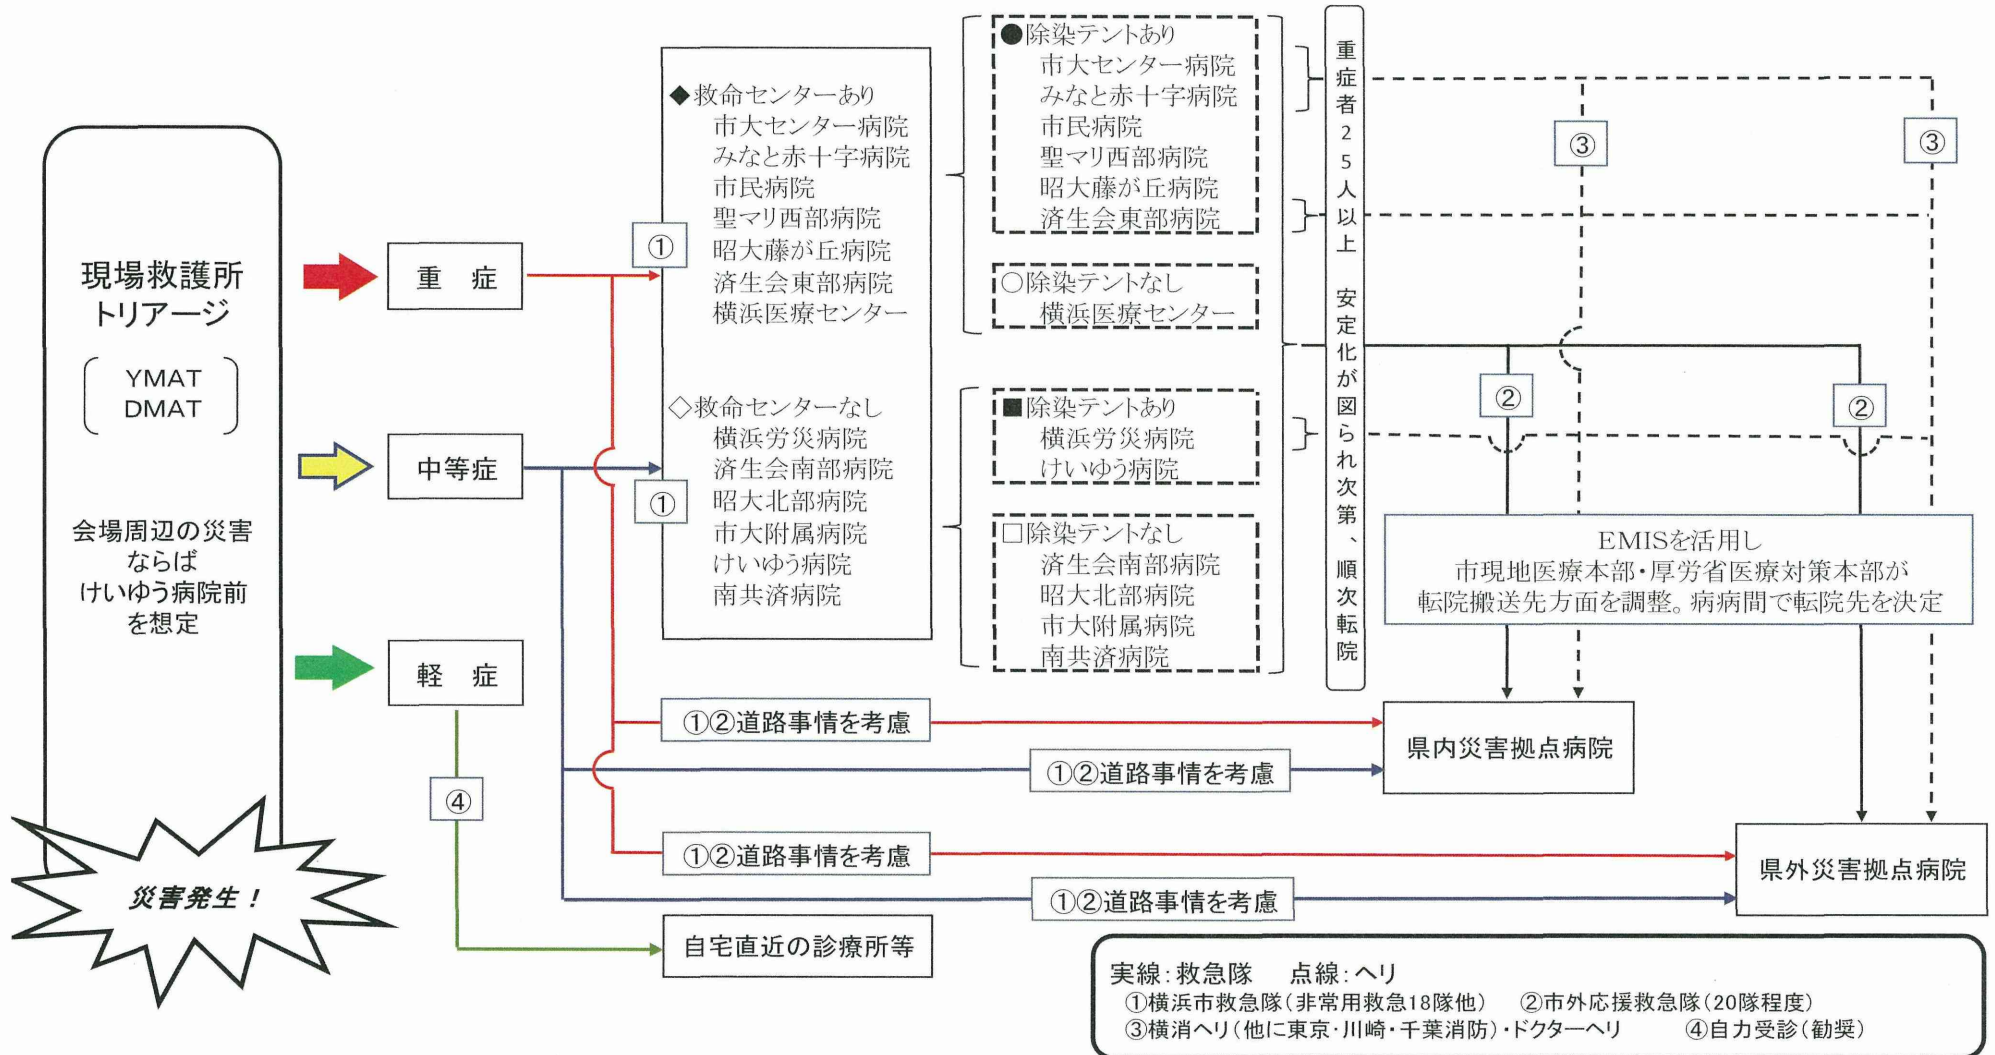 現場救護所
トリアージ
YMAT
DMAT
会場周辺の災害
ならば
けいゆう病院前
を想定
災害発生！
重　症
中等症
軽　症
④
①
①
◆救命センターあり
市大センター病院
みなと赤十字病院
市民病院
聖マリ西部病院
昭大藤が丘病院
済生会東部病院
横浜医療センター
◇救命センターなし
横浜労災病院
済生会南部病院
昭大北部病院
市大附属病院
けいゆう病院
南共済病院
●除染テントあり
市大センター病院
みなと赤十字病院
市民病院
聖マリ西部病院
昭大藤が丘病院
済生会東部病院
○除染テントなし
横浜医療センター
■除染テントあり
横浜労災病院
けいゆう病院
□除染テントなし
済生会南部病院
昭大北部病院
市大附属病院
南共済病院
重症者25人以上　安定化が図られ次第、順次転院
③
③
②
②
EMISを活用し
市現地医療本部・厚労省医療対策本部が
転院搬送先方面を調整。病病間で転院先を決定
①②道路事情を考慮
県内災害拠点病院
①②道路事情を考慮
①②道路事情を考慮
県外災害拠点病院
①②道路事情を考慮
自宅直近の診療所等
実線：救急隊　点線：ヘリ
①横浜市救急隊（非常用救急18隊他）　②市外応援救急隊（20隊程度）
③横消ヘリ（他に東京・川崎・千葉消防）・ドクターヘリ　④自力受診（勧奨）